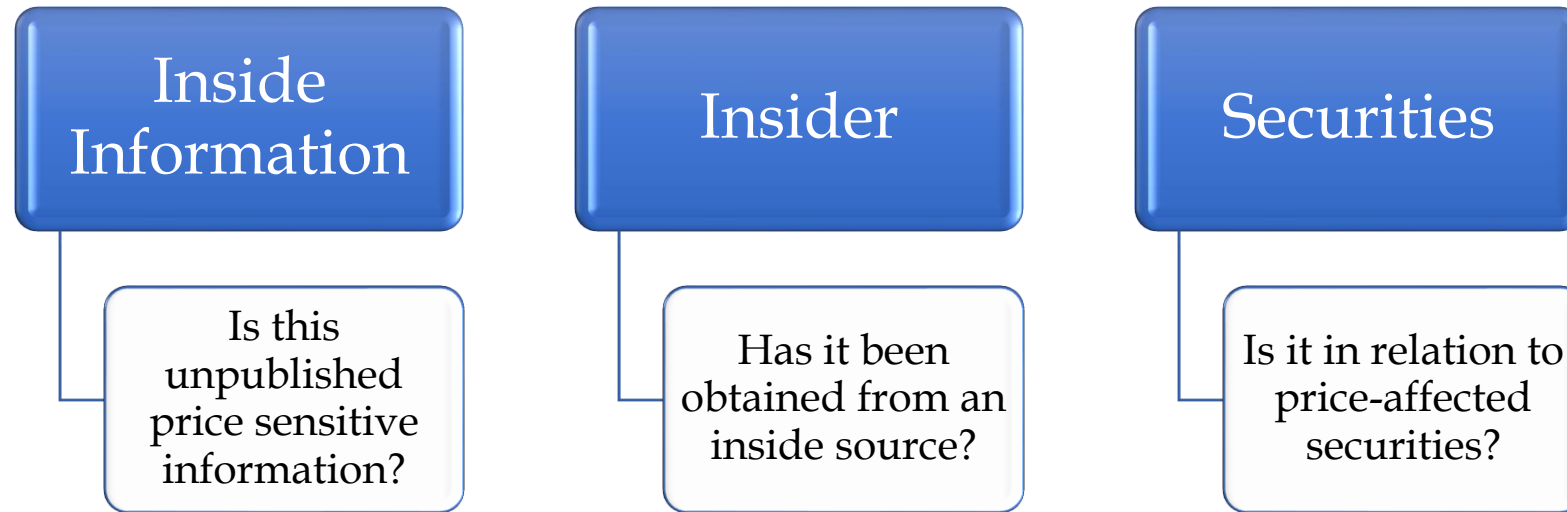 Inside
Information
Is this
unpublished
price sensitive
information?
Insider
Has it been
obtained from an
inside source?
Securities
Is it in relation to
price-affected
securities?